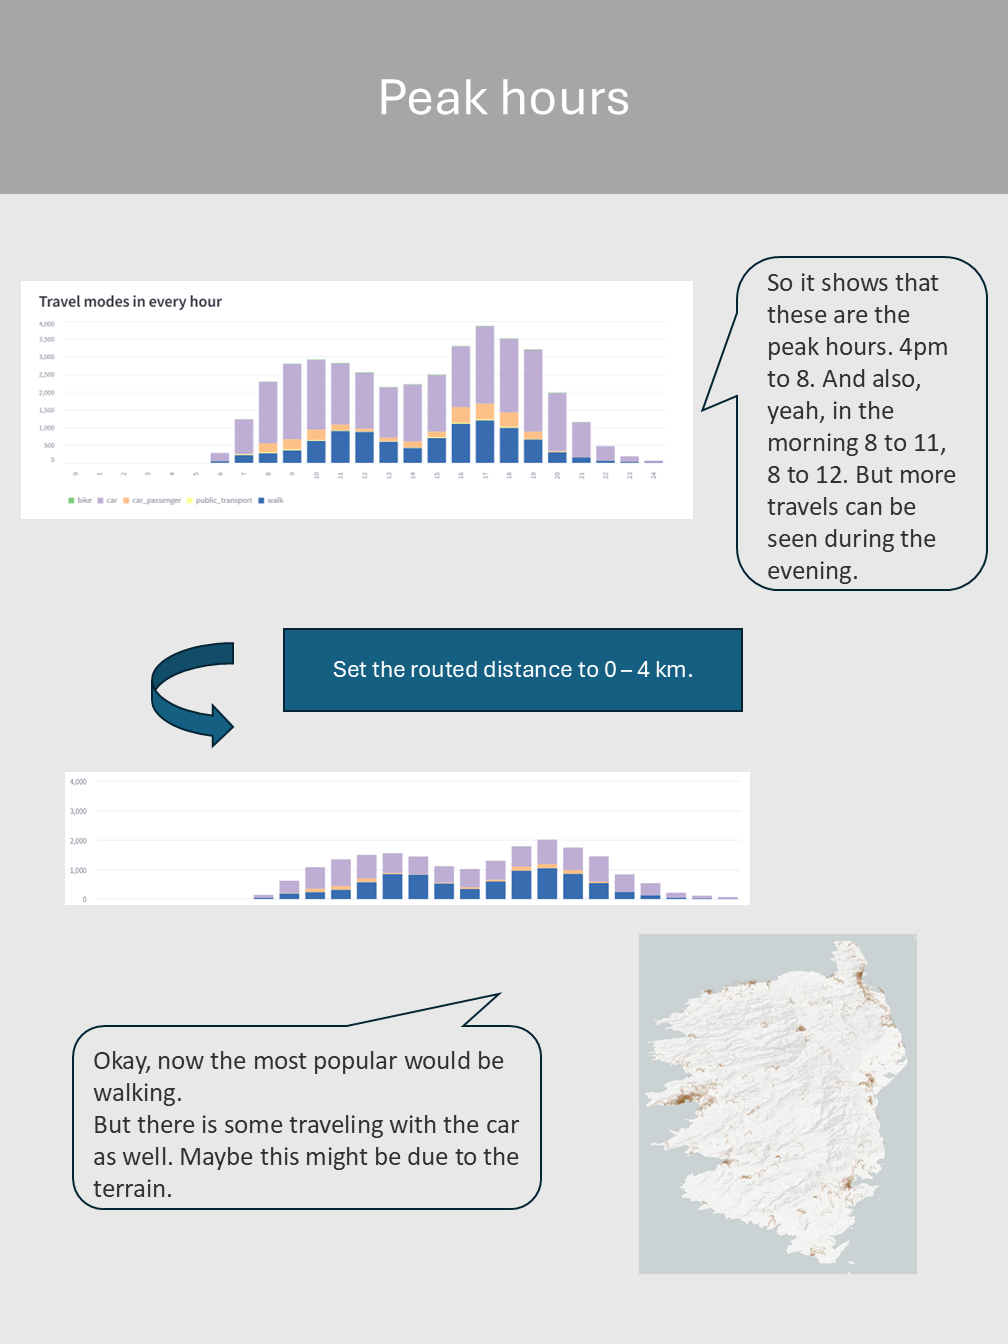 Peak hours
Travel modes in every hour
4,000
3,500
3,000
2,500
2,000
1,500
1,000
500
0
0 1 2 3 4 5 6 7 8 9 10 11 12 13 14 15 16 17 18 19 20 21 22 23 24
bike car car_passenger public_transport walk
So it shows that
these are the
peak hours. 4pm
to 8. And also,
yeah, in the
morning 8 to 11,
8 to 12. But more
travels can be
seen during the
evening.
Set the routed distance to 0 – 4 km.
4,000
3,000
2,000
1,000
0
Okay, now the most popular would be
walking.
But there is some traveling with the car
as well. Maybe this might be due to the
terrain.